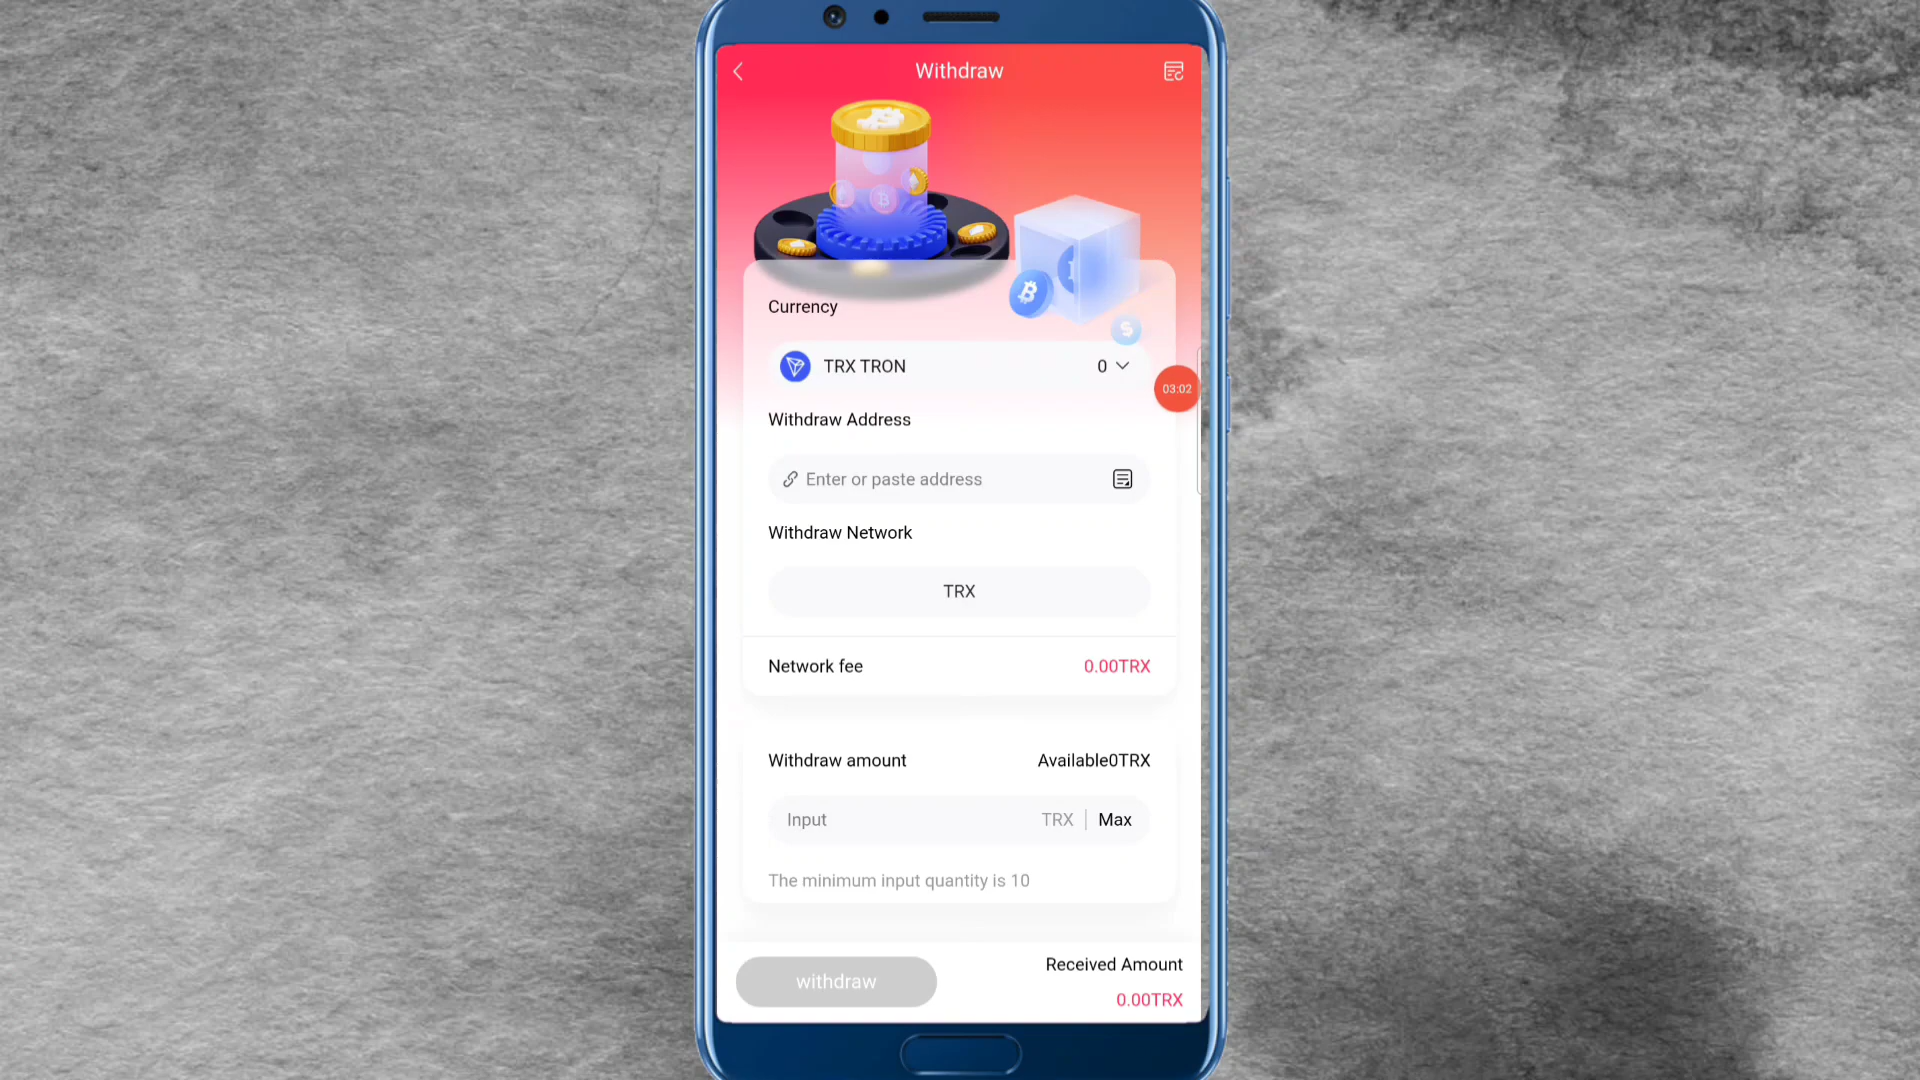 Withdraw
Currency
TRX TRON 0
03:02
Withdraw Address
Enter or paste address
Withdraw Network
TRX
Network fee 0.00TRX
Withdraw amount Available0TRX
Input TRX Max
The minimum input quantity is 10
withdraw
Received Amount
0.00TRX